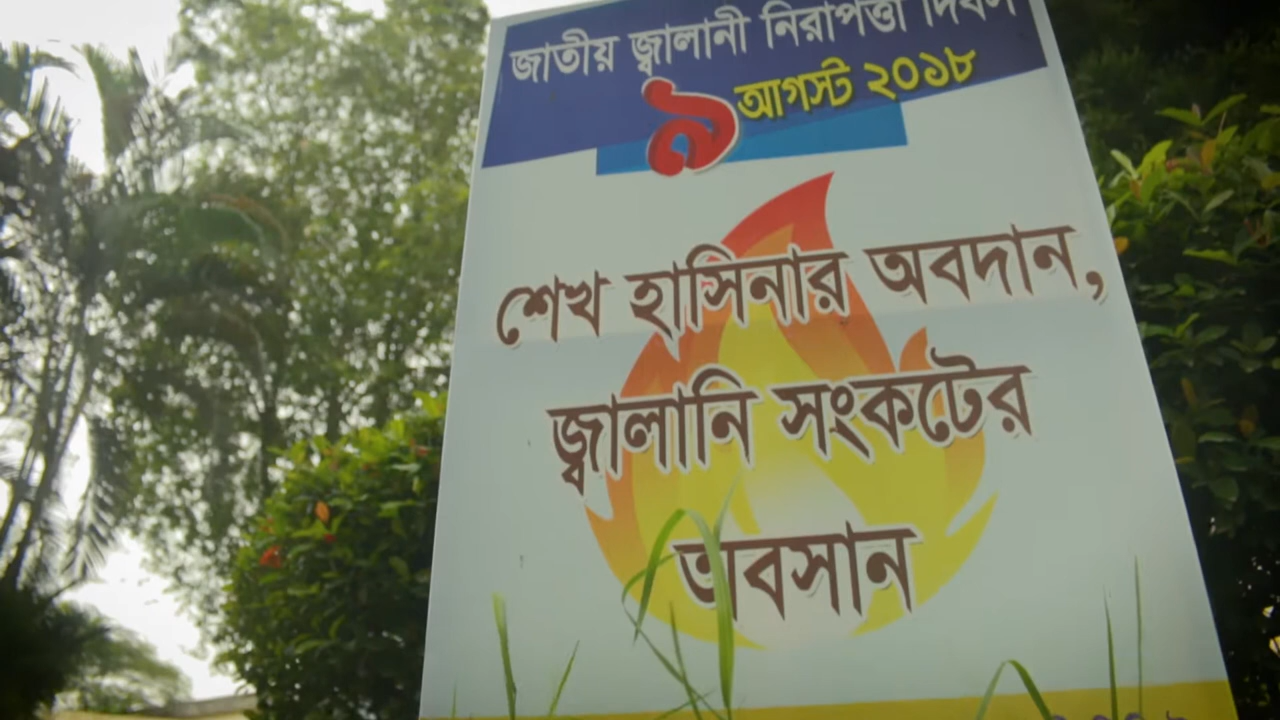 জাতীয় জ্বালানী নিরাপত্তা দিবস
৯ আগস্ট ২০১৮
শেখ হাসিনার অবদান,
জ্বালানি সংকটের
অবসান